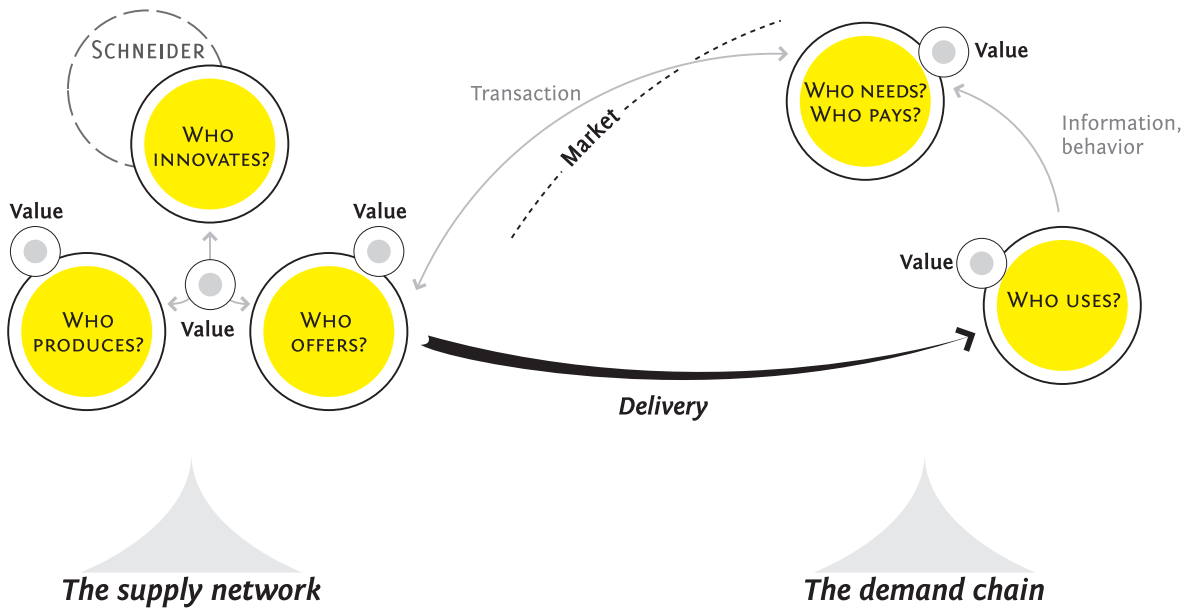 SCHNEIDER
WHO
INNOVATES?
Value
WHO
PRODUCES?
Value
Value
WHO
OFFERS?
Transaction
Market
WHO NEEDS?
WHO PAYS?
Value
Information,
behavior
Value
WHO USES?
Delivery
The supply network
The demand chain